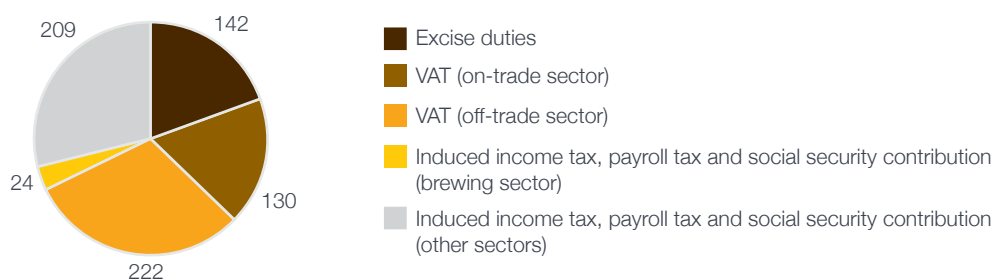 209
142
24
130
222
Excise duties
VAT (on-trade sector)
VAT (off-trade sector)
Induced income tax, payroll tax and social security contribution
(brewing sector)
Induced income tax, payroll tax and social security contribution
(other sectors)